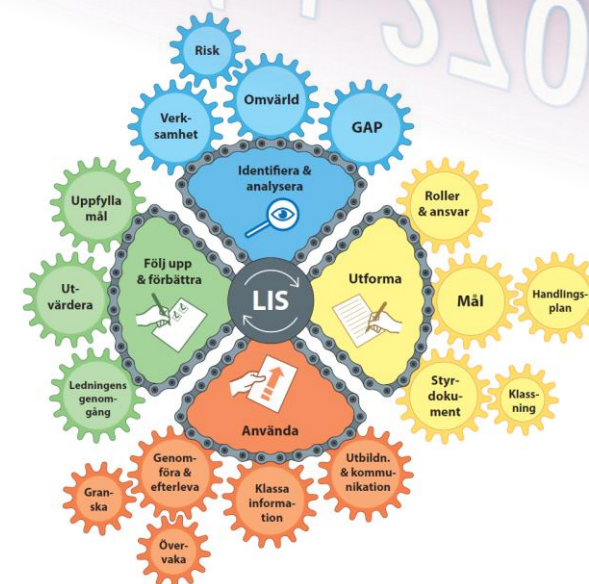 Risk
Omvärld
Verk-
samhet
GAP
Identifiera &
analysera
Uppfylla
mål
Roller
& ansvar
Följ upp
& förbättra
Utforma
Ut-
värdera
LIS
Mål
Handlings-
plan
Ledningens
genom-
gång
Styr-
doku-
ment
Klass-
ning
Använda
Genom-
föra &
efterleva
Utbildn.
& kommu-
nikation
Gran-
ska
Klassa
informa-
tion
Över-
vaka